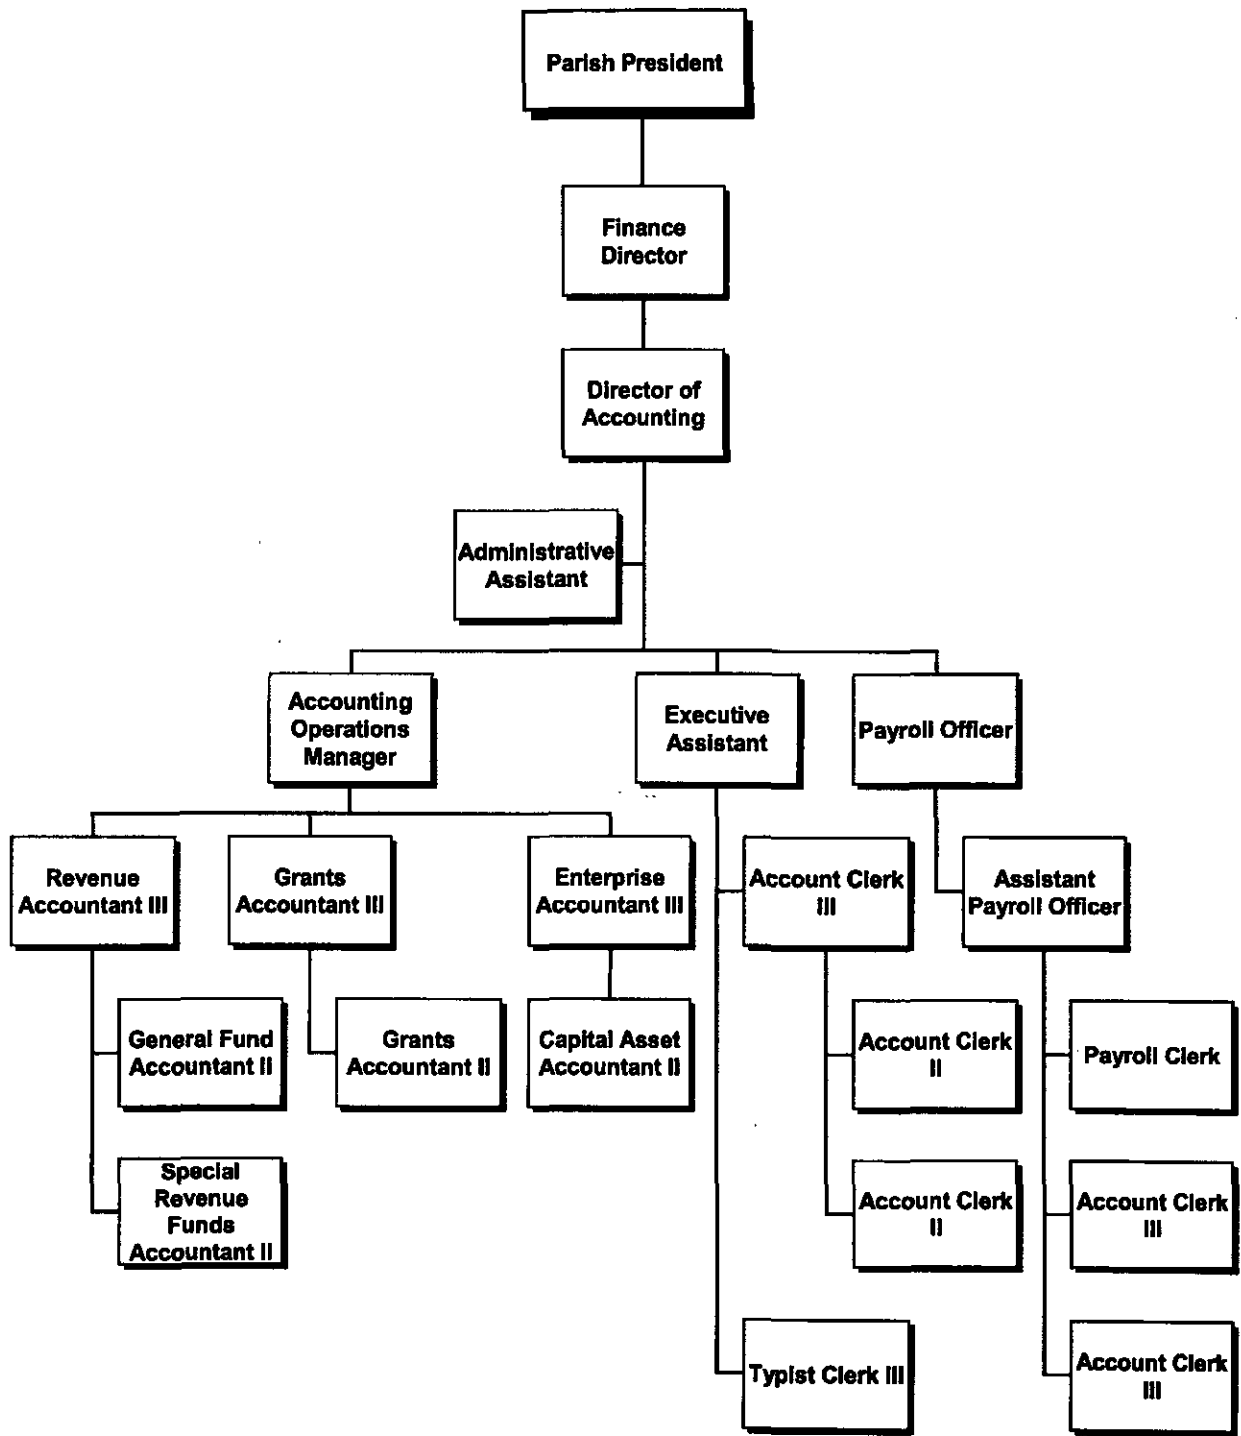 Parish President
Finance
Director
Director of
Accounting
Administrative
Assistant
Accounting
Operations
Manager
Executive
Assistant
Payroll Officer
Revenue
Accountant III
Grants
Accountant III
Enterprise
Accountant III
Account Clerk
III
Assistant
Payroll Officer
General Fund
Accountant II
Grants
Accountant II
Capital Asset
Accountant II
Account Clerk
II
Payroll Clerk
Special
Revenue
Funds
Accountant II
Account Clerk
II
Account Clerk
III
Typist Clerk III
Account Clerk
III